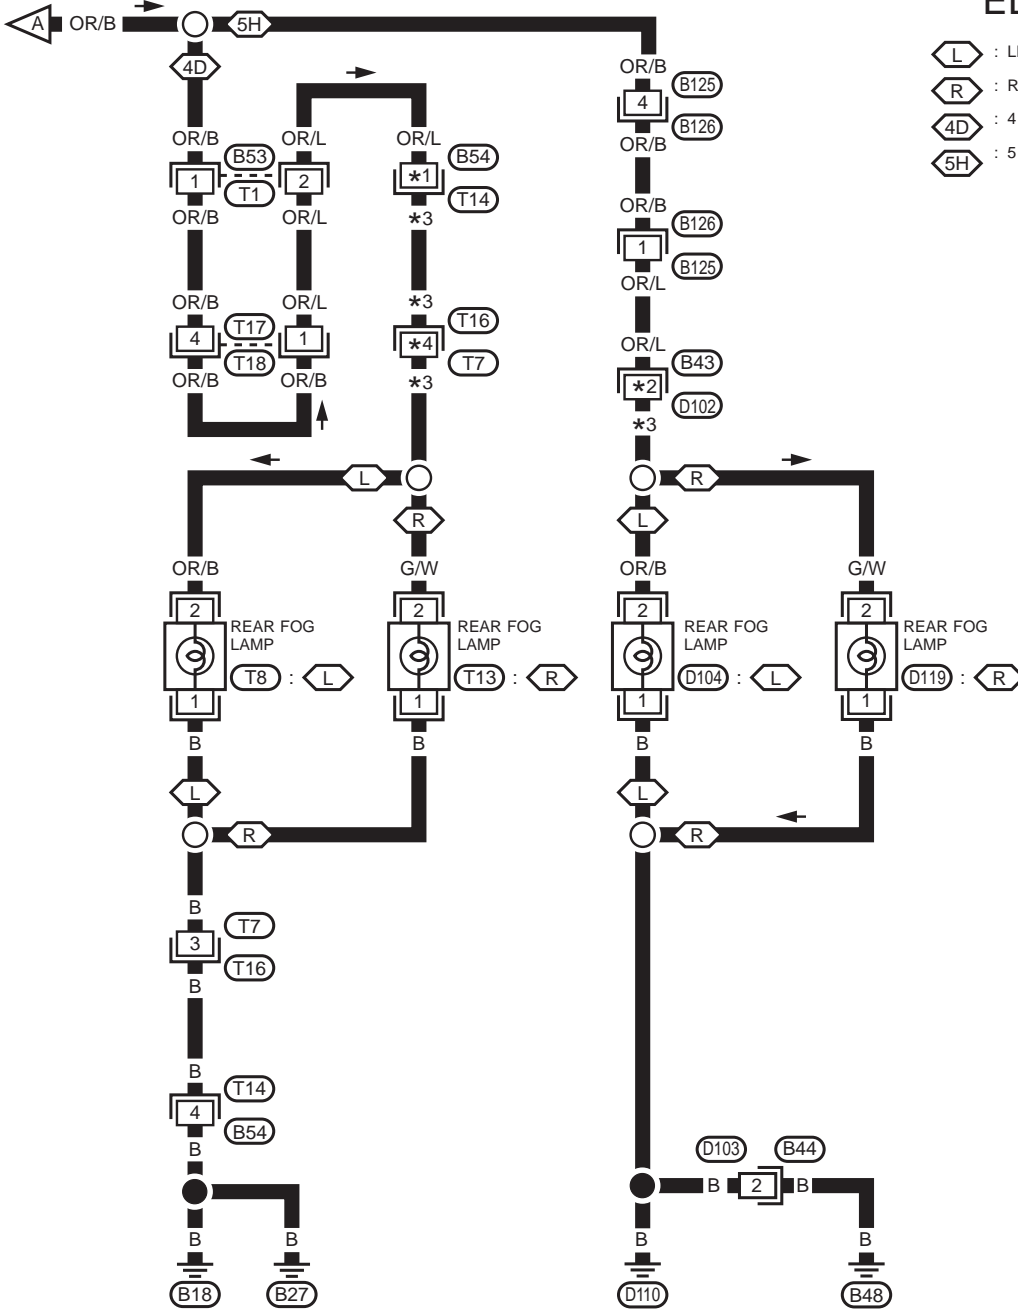 A OR/B 5H
EL
L : L
R : R
4D : 4
5H : 5
4D
OR/B
4 B125
B126
OR/B
OR/B OR/L OR/L
1 B53 2 *1 B54
T1 T14
OR/B OR/L *3
OR/B
1 B126
B125
OR/L
OR/B OR/L *3
4 T17 1 *4 T16
T18 T7
OR/B OR/B *3
OR/L
*2 B43
D102
*3
L R
R L
OR/B G/W OR/B G/W
2 2 2 2
REAR FOG LAMP
T8 : L
REAR FOG LAMP
T13 : R
REAR FOG LAMP
D104 : L
REAR FOG LAMP
D119 : R
1 1 1 1
B B B B
L L
R R
B
3 T7
T16
B
B
4 T14
B54
B
D103 B44
B 2 B
B B B B
B18 B27 D110 B48